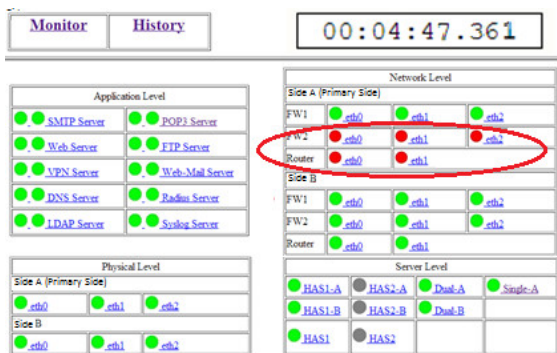 Monitor History
00:04:47.361
Application Level
SMTP Server POP3 Server
Web Server FTP Server
VPN Server Web-Mail Server
DNS Server Radius Server
LDAP Server Syslog Server
Physical Level
Side A (Primary Side)
eth0 eth1 eth2
Side B
eth0 eth1 eth2
Network Level
Side A (Primary Side)
FW1 eth0 eth1 eth2
FW2 eth0 eth1 eth2
Router eth0 eth1
Side B
FW1 eth0 eth1 eth2
FW2 eth0 eth1 eth2
Router eth0 eth1
Server Level
HAS1-A HAS2-A Dual-A Single-A
HAS1-B HAS2-B Dual-B
HAS1 HAS2